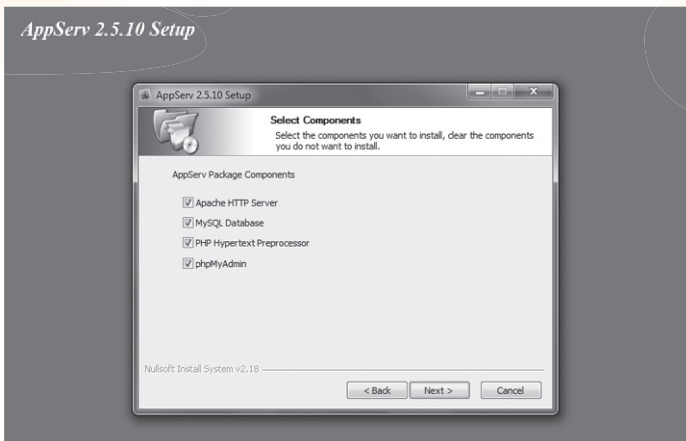 AppServ 2.5.10 Setup
AppServ 2.5.10 Setup
Select Components
Select the components you want to install, clear the components
you do not want to install.
AppServ Package Components
Apache HTTP Server
MySQL Database
PHP Hypertext Preprocessor
phpMyAdmin
Nullsoft Install System v2.18
< Back
Next >
Cancel